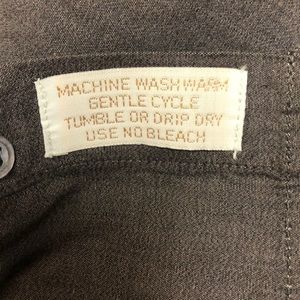 MACHINE WASH WARM
GENTLE CYCLE
TUMBLE OR DRIP DRY
USE NO BLEACH